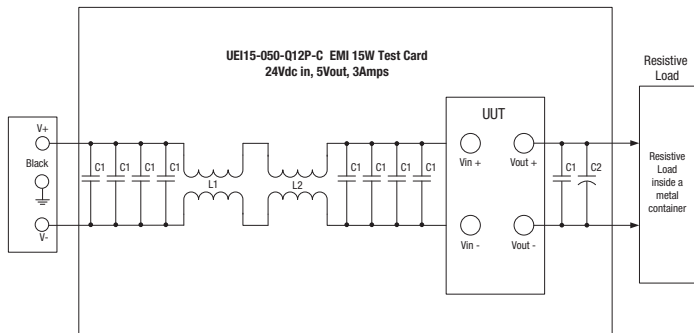 UEI15-050-Q12P-C EMI 15W Test Card
24Vdc in, 5Vout, 3Amps
Resistive
Load
V+
Black
V-
C1
C1
C1
C1
L1
L2
C1
C1
C1
C1
UUT
Vin +
Vout +
Vin -
Vout -
C1
C2
Resistive
Load
inside a
metal
container